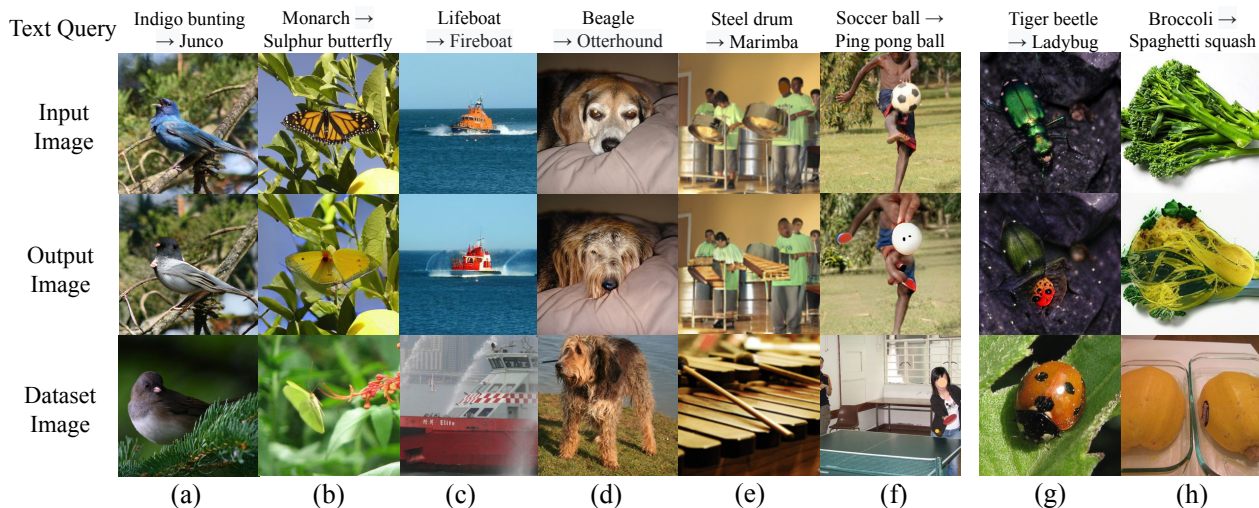 Text Query
Indigo bunting
→ Junco
Monarch →
Sulphur butterfly
Lifeboat
→ Fireboat
Beagle
→ Otterhound
Steel drum
→ Marimba
Soccer ball →
Ping pong ball
Tiger beetle
→ Ladybug
Broccoli →
Spaghetti squash
Input
Image
Output
Image
Dataset
Image
Elite
(a)
(b)
(c)
(d)
(e)
(f)
(g)
(h)